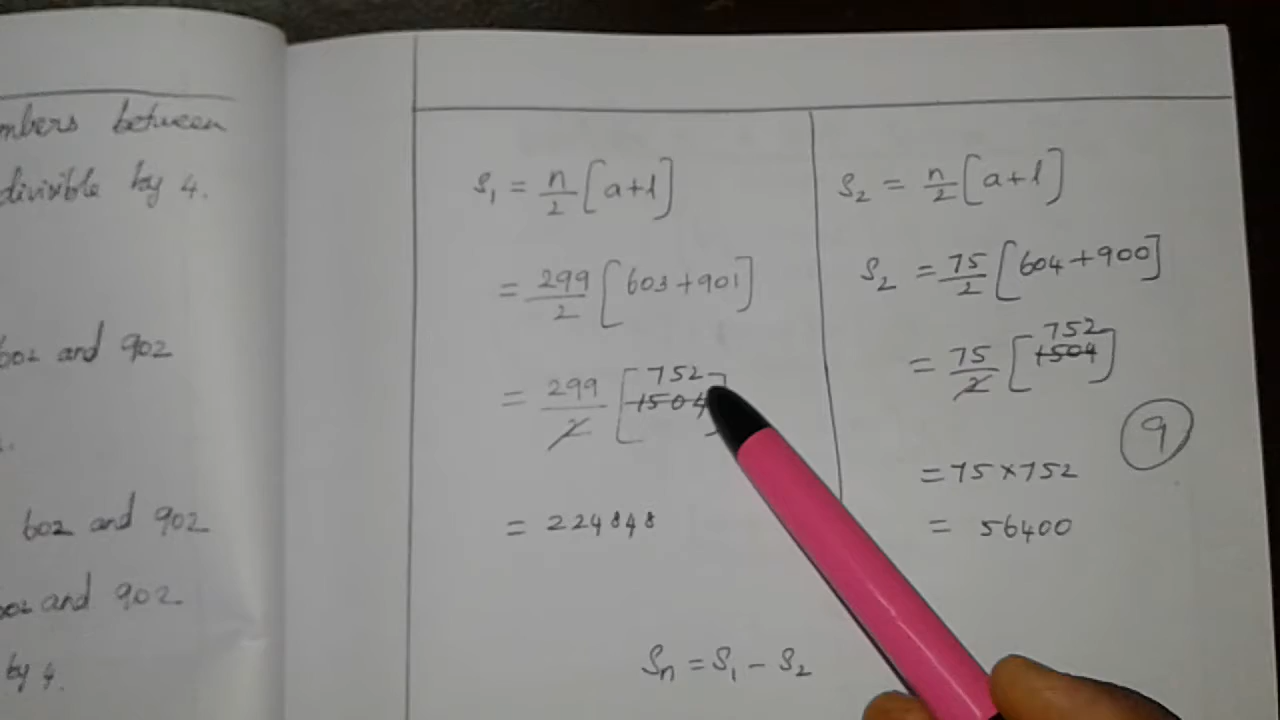 mbers between
divisible by 4.
602 and 902
602 and 902
602 and 902
by 4.
S₁ = n/2 [a+l]
= 299/2 [603+901]
752
= 299/2 [1504]
= 224848
S₂ = n/2 [a+l]
S₂ = 75/2 [604+900]
752
= 75/2 [1504]
9
= 75×752
= 56400
Sn = S₁ - S₂